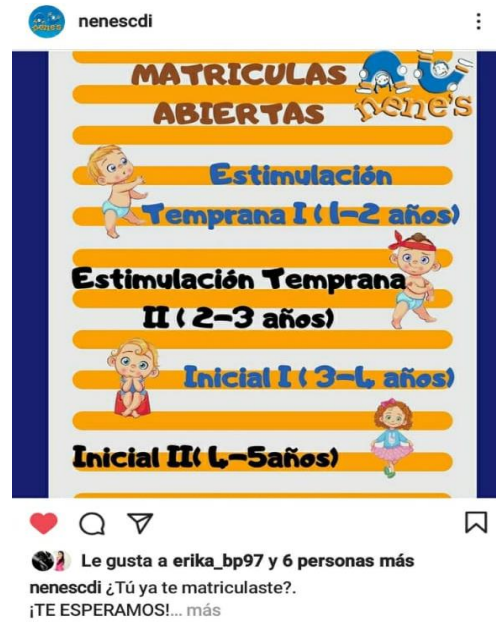 nenescdi
MATRICULAS
ABIERTAS
nene's
Estimulación
Temprana I ( 1-2 años)
Estimulación Temprana
II ( 2-3 años)
Inicial I ( 3-4 años)
Inicial II( 4-5años)
Le gusta a erika_bp97 y 6 personas más
nenescdi ¿Tú ya te matriculaste?.
¡TE ESPERAMOS!... más